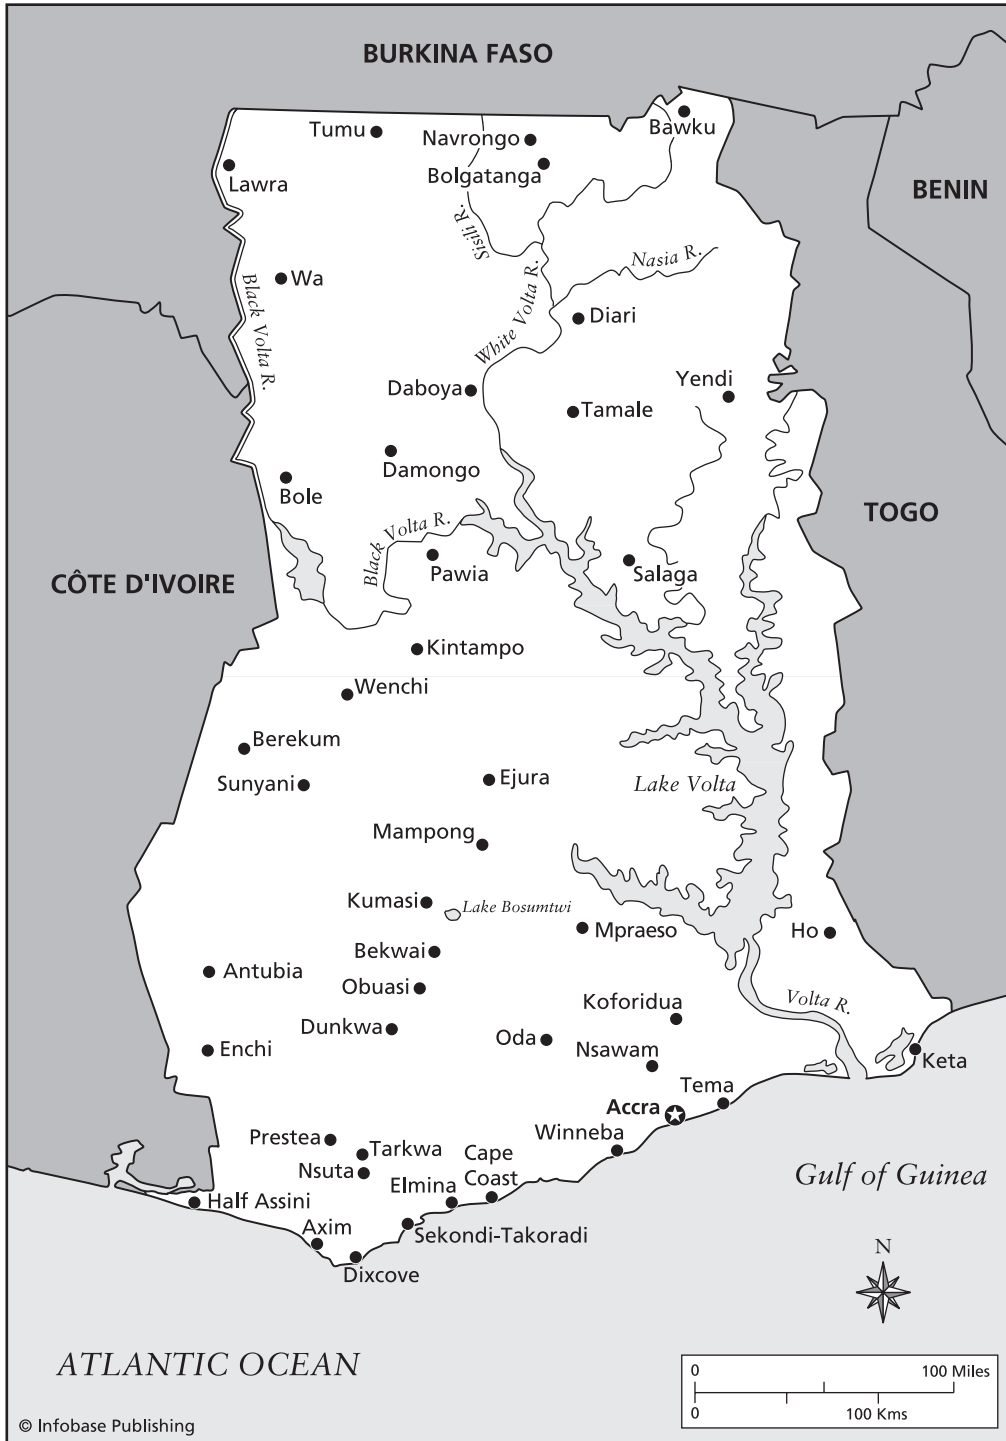 BURKINA FASO
Tumu
Navrongo
Bawku
Lawra
Bolgatanga
BENIN
Sisili R.
Nasia R.
Wa
Black Volta R.
White Volta R.
Diari
Daboya
Yendi
Tamale
Damongo
Bole
TOGO
Black Volta R.
Pawia
Salaga
CÔTE D'IVOIRE
Kintampo
Wenchi
Berekum
Sunyani
Ejura
Lake Volta
Mampong
Kumasi
Lake Bosumtwi
Mpraeso
Ho
Bekwai
Antubia
Obuasi
Koforidua
Volta R.
Dunkwa
Oda
Enchi
Nsawam
Keta
Tema
Accra
Winneba
Prestea
Tarkwa
Cape
Coast
Nsuta
Elmina
Gulf of Guinea
Half Assini
Axim
Sekondi-Takoradi
Dixcove
N
ATLANTIC OCEAN
0 100 Miles
0 100 Kms
© Infobase Publishing